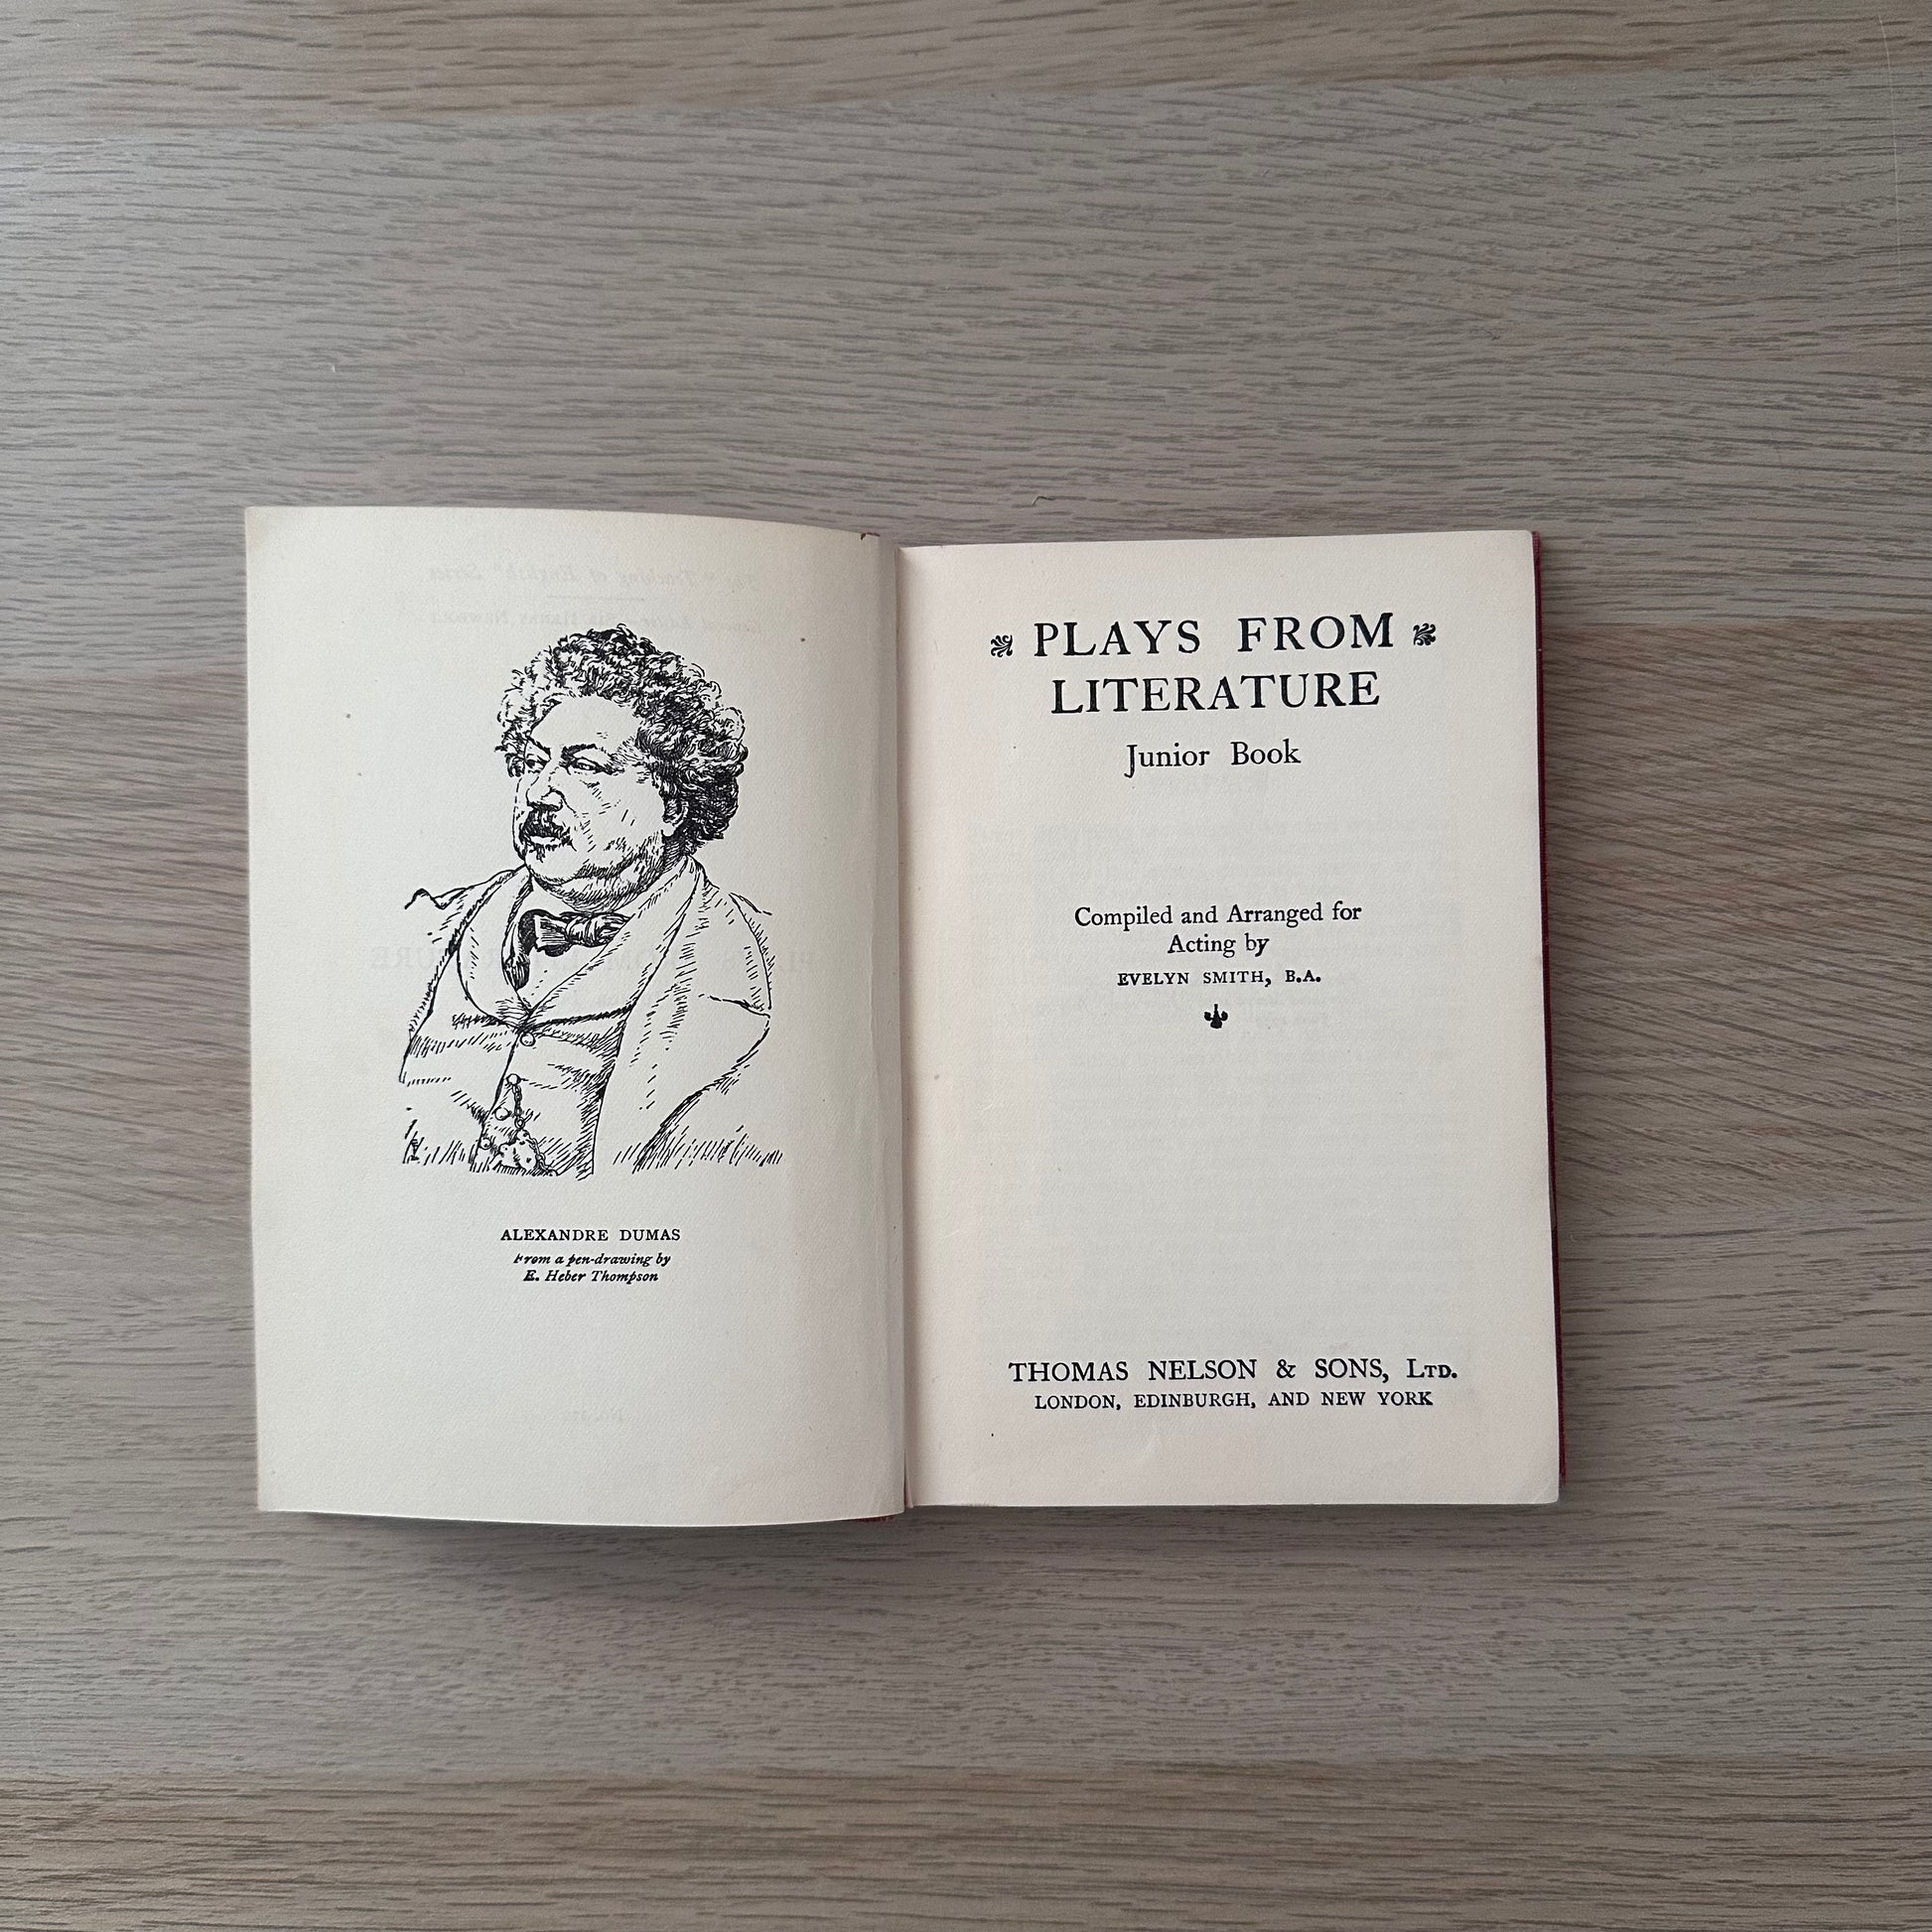 ALEXANDRE DUMAS
From a pen-drawing by
E. Heber Thompson
PLAYS FROM
LITERATURE
Junior Book
Compiled and Arranged for
Acting by
EVELYN SMITH, B.A.
THOMAS NELSON & SONS, LTD.
LONDON, EDINBURGH, AND NEW YORK